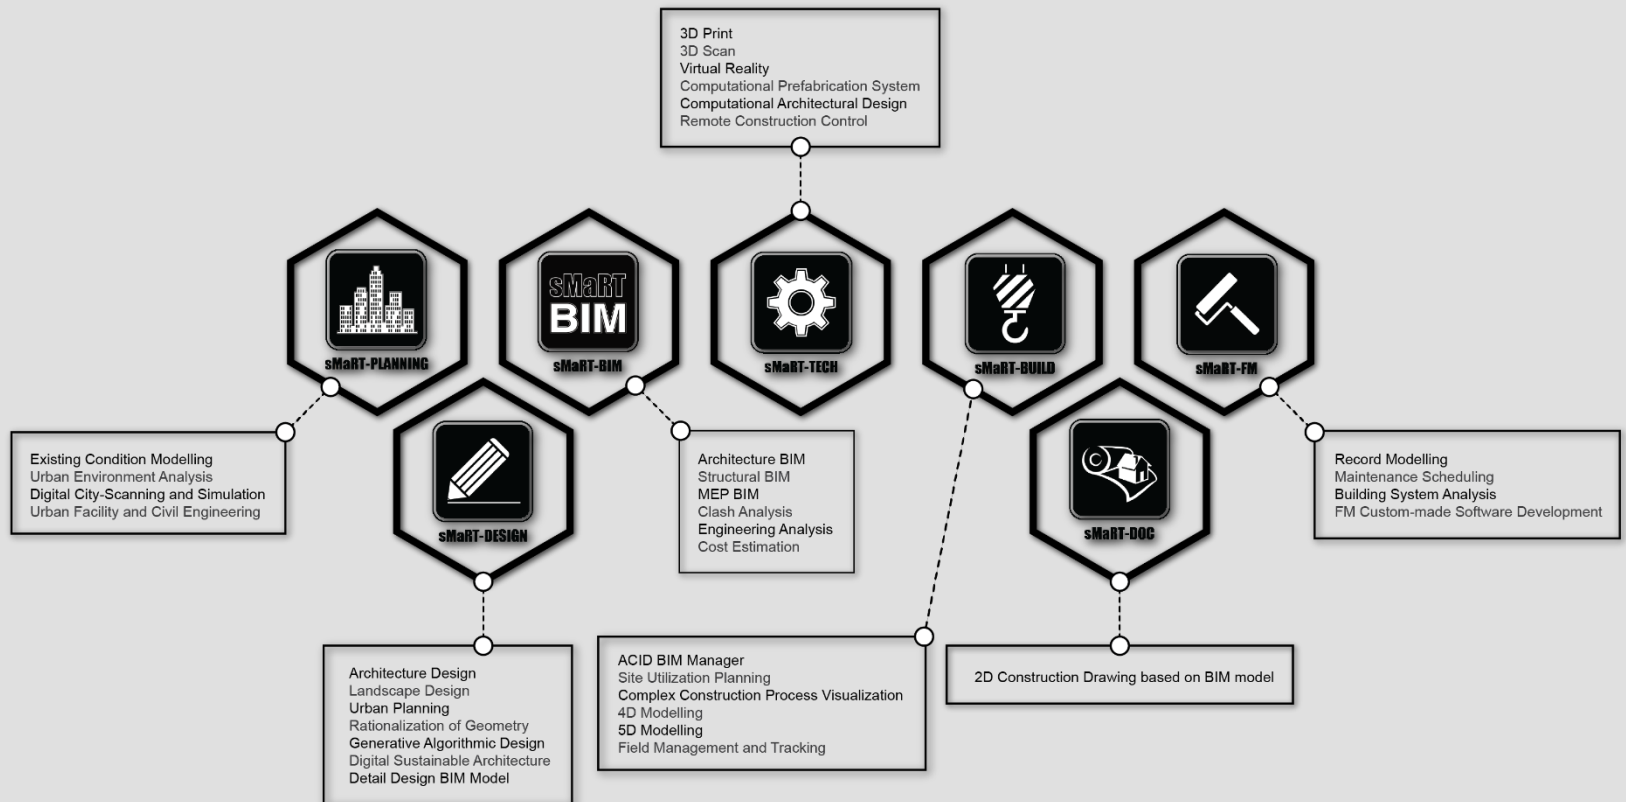 3D Print
3D Scan
Virtual Reality
Computational Prefabrication System
Computational Architectural Design
Remote Construction Control
sMaRT-PLANNING
sMaRT
BIM
sMaRT-BIM
sMaRT-TECH
sMaRT-BUILD
sMaRT-FM
sMaRT-DESIGN
sMaRT-DOC
Existing Condition Modelling
Urban Environment Analysis
Digital City-Scanning and Simulation
Urban Facility and Civil Engineering
Architecture BIM
Structural BIM
MEP BIM
Clash Analysis
Engineering Analysis
Cost Estimation
Record Modelling
Maintenance Scheduling
Building System Analysis
FM Custom-made Software Development
Architecture Design
Landscape Design
Urban Planning
Rationalization of Geometry
Generative Algorithmic Design
Digital Sustainable Architecture
Detail Design BIM Model
ACID BIM Manager
Site Utilization Planning
Complex Construction Process Visualization
4D Modelling
5D Modelling
Field Management and Tracking
2D Construction Drawing based on BIM model